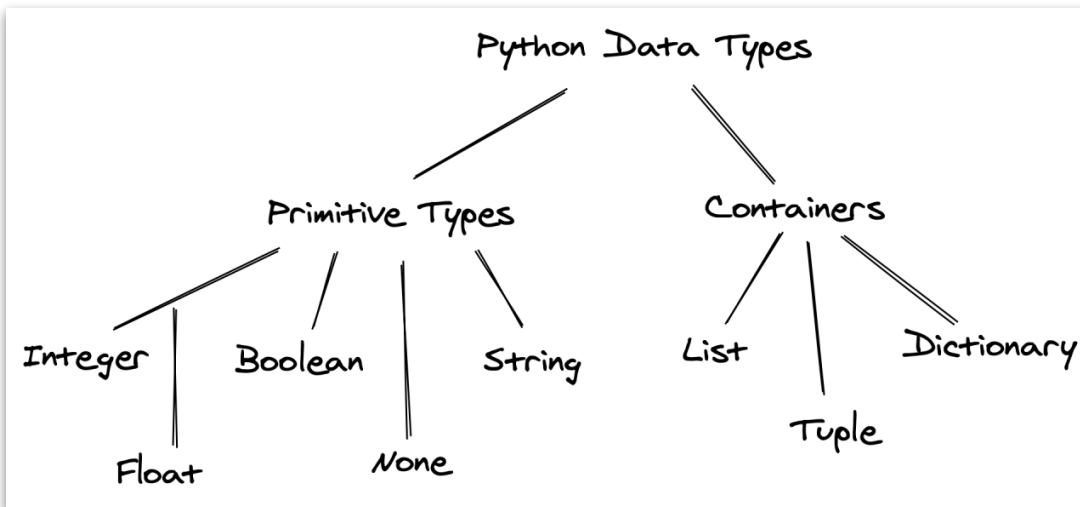 Python Data Types
Primitive Types
Containers
Integer
Boolean
String
List
Dictionary
Float
None
Tuple